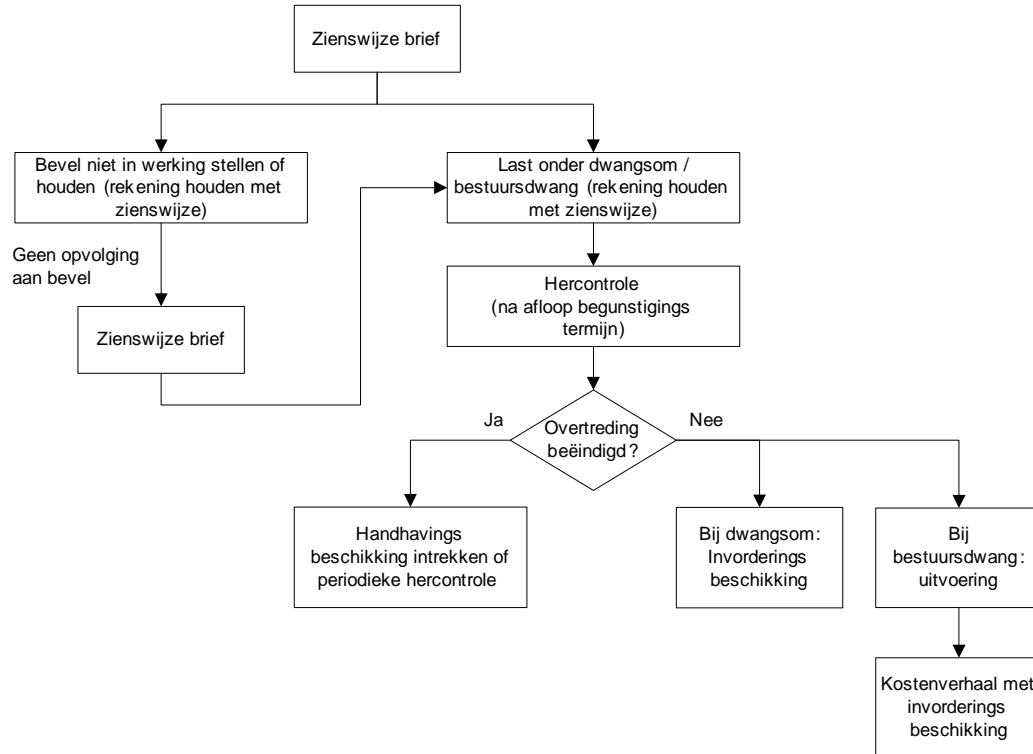 Zienswijze brief
Bevel niet in werking stellen of
houden (rekening houden met
zienswijze)
Last onder dwangsom /
bestuursdwang (rekening houden
met zienswijze)
Geen opvolging
aan bevel
Zienswijze brief
Hercontrole
(na afloop begunstigings
termijn)
Ja
Overtreding
beëindigd?
Nee
Handhavings
beschikking intrekken of
periodieke hercontrole
Bij dwangsom:
Invorderings
beschikking
Bij
bestuursdwang:
uitvoering
Kostenverhaal met
invorderings
beschikking